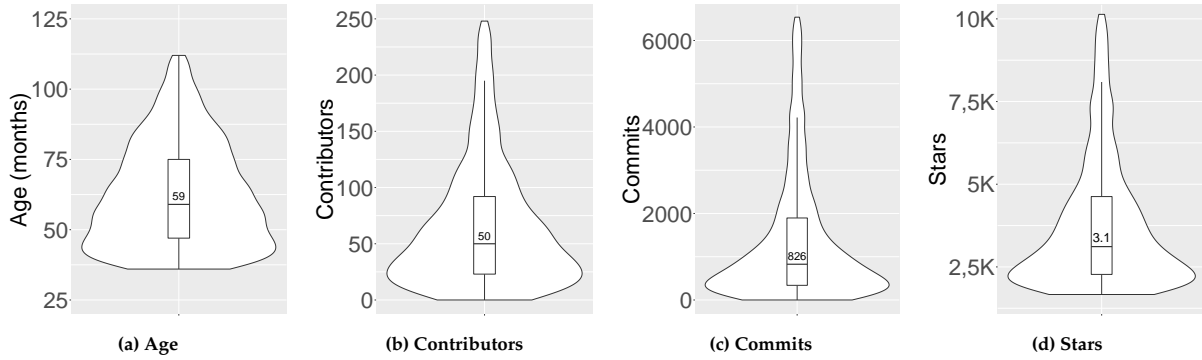 125
100
75
50
25
Age (months)
59
(a) Age
250
200
150
100
50
0
Contributors
50
(b) Contributors
6000
4000
2000
0
Commits
826
(c) Commits
10K
7,5K
5K
2,5K
Stars
3.1
(d) Stars